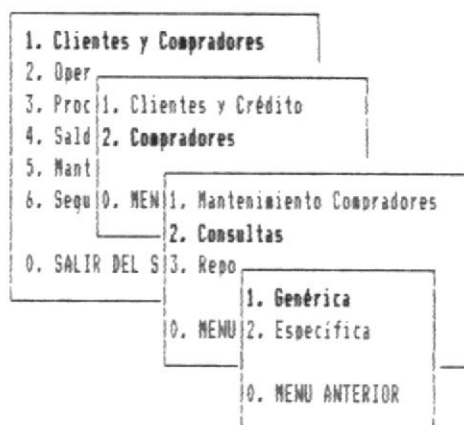 1. Clientes y Compradores
2. Oper
3. Proc
4. Sald
5. Mant
6. Segu
0. SALIR DEL S
1. Clientes y Crédito
2. Compradores
0. MEN
1. Mantenimiento Compradores
2. Consultas
3. Repo
0. MENU
1. Genérica
2. Específica
0. MENU ANTERIOR